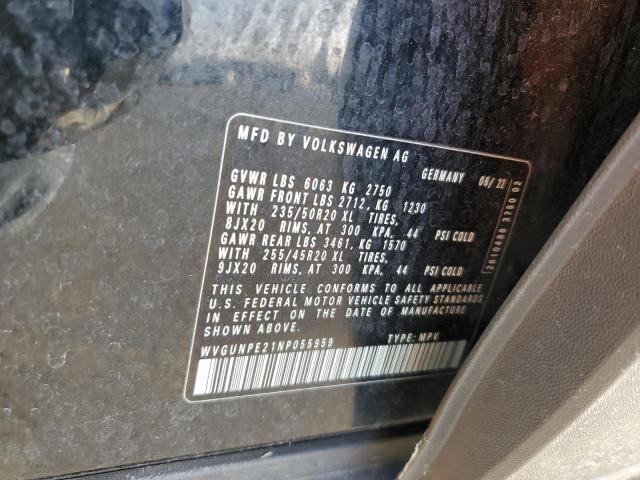 MFD BY VOLKSWAGEN AG
GERMANY 06/22
GVWR LBS 6063 KG 2750
GAWR FRONT LBS 2712, KG 1230
WITH 235/50R20 XL TIRES,
8JX20 RIMS, AT 300 KPA, 44 PSI COLD
GAWR REAR LBS 3461, KG 1570
WITH 255/45R20 XL TIRES,
9JX20 RIMS, AT 300 KPA, 44 PSI COLD
THIS VEHICLE CONFORMS TO ALL APPLICABLE
U.S. FEDERAL MOTOR VEHICLE SAFETY STANDARDS
IN EFFECT ON THE DATE OF MANUFACTURE
SHOWN ABOVE.
WVGUNPE21NP055959 TYPE: MPV
3750 02